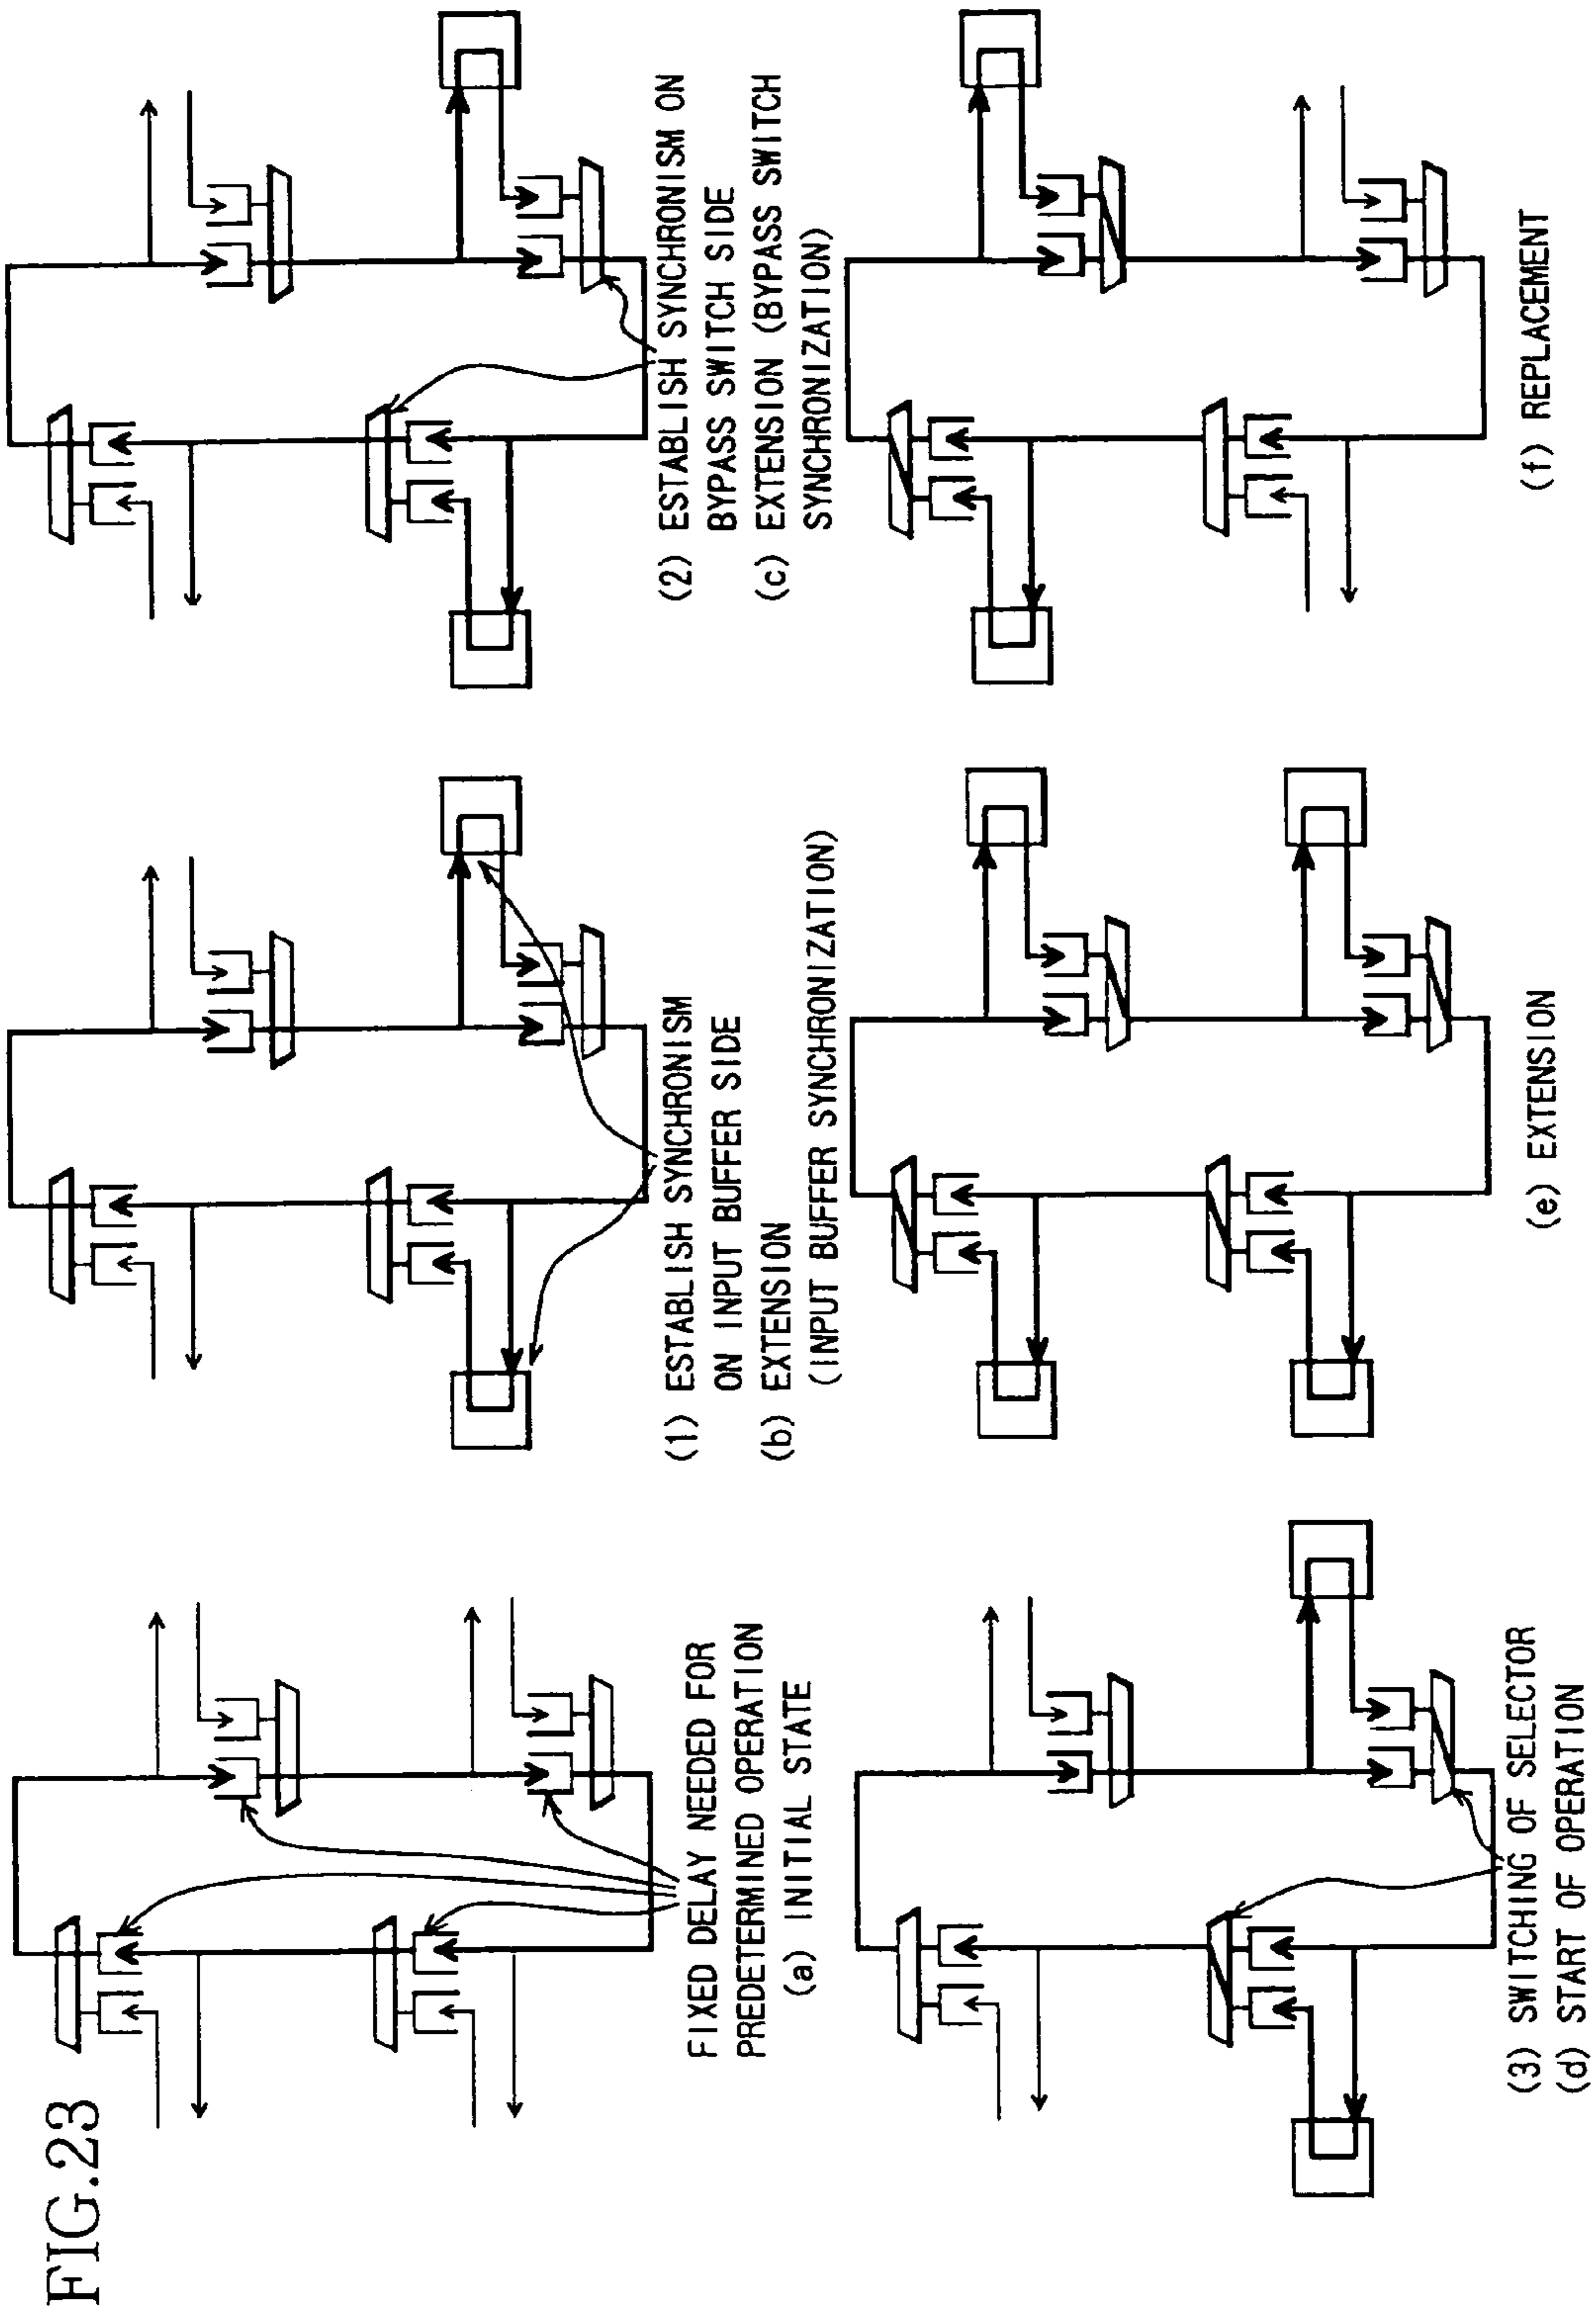 FIG.23
FIXED DELAY NEEDED FOR
PREDETERMINED OPERATION
(a) INITIAL STATE
(1) ESTABLISH SYNCHRONISM
ON INPUT BUFFER SIDE
(b) EXTENSION
(INPUT BUFFER SYNCHRONIZATION)
(2) ESTABLISH SYNCHRONISM ON
BYPASS SWITCH SIDE
(c) EXTENSION (BYPASS SWITCH
SYNCHRONIZATION)
(3) SWITCHING OF SELECTOR
(d) START OF OPERATION
(e) EXTENSION
(f) REPLACEMENT